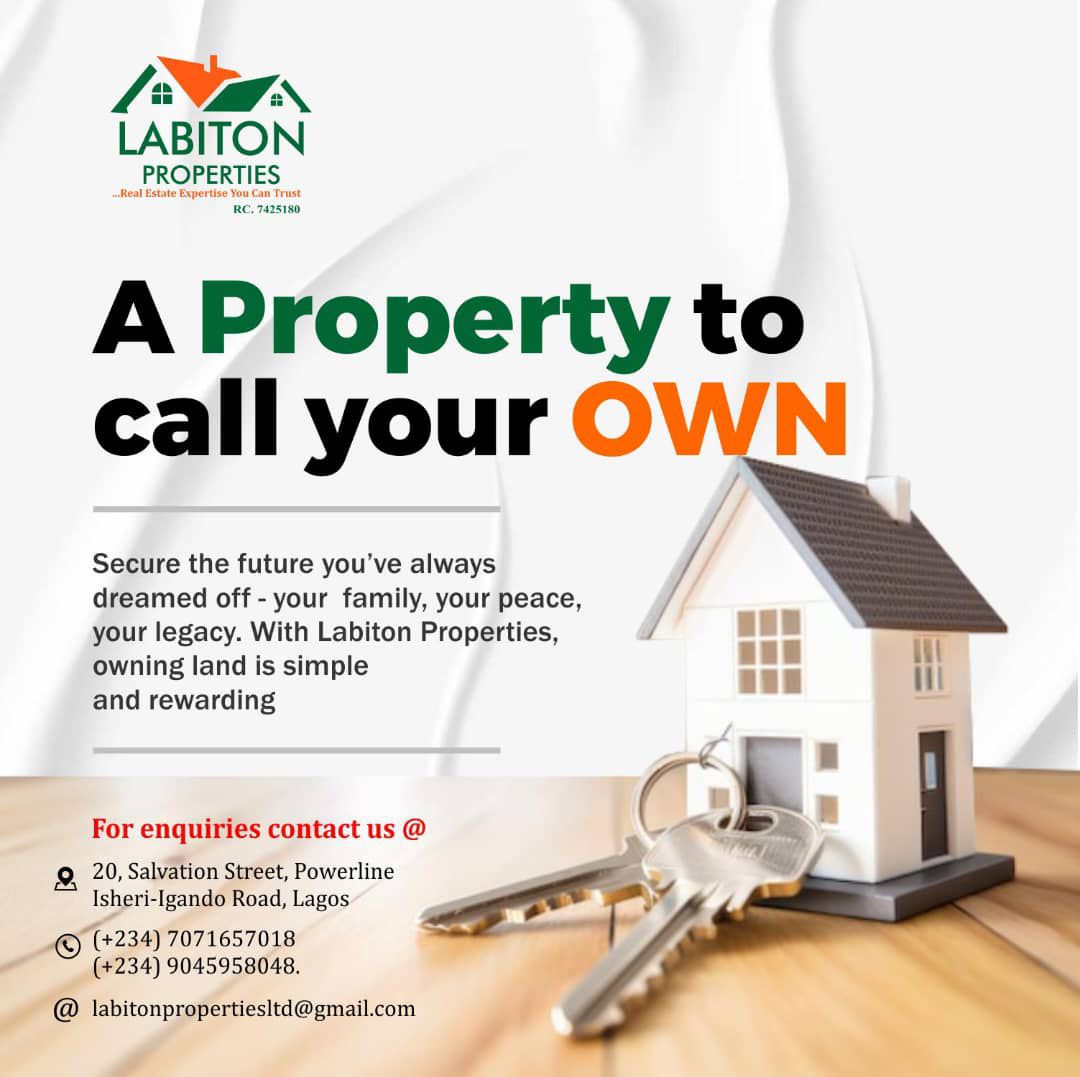 LABITON
PROPERTIES
...Real Estate Expertise You Can Trust
RC. 7425180
A Property to
call your OWN
Secure the future you've always
dreamed off - your  family, your peace,
your legacy. With Labiton Properties,
owning land is simple
and rewarding
For enquiries contact us @
20, Salvation Street, Powerline
Isheri-Igando Road, Lagos
(+234) 7071657018
(+234) 9045958048.
@ labitonpropertiesltd@gmail.com